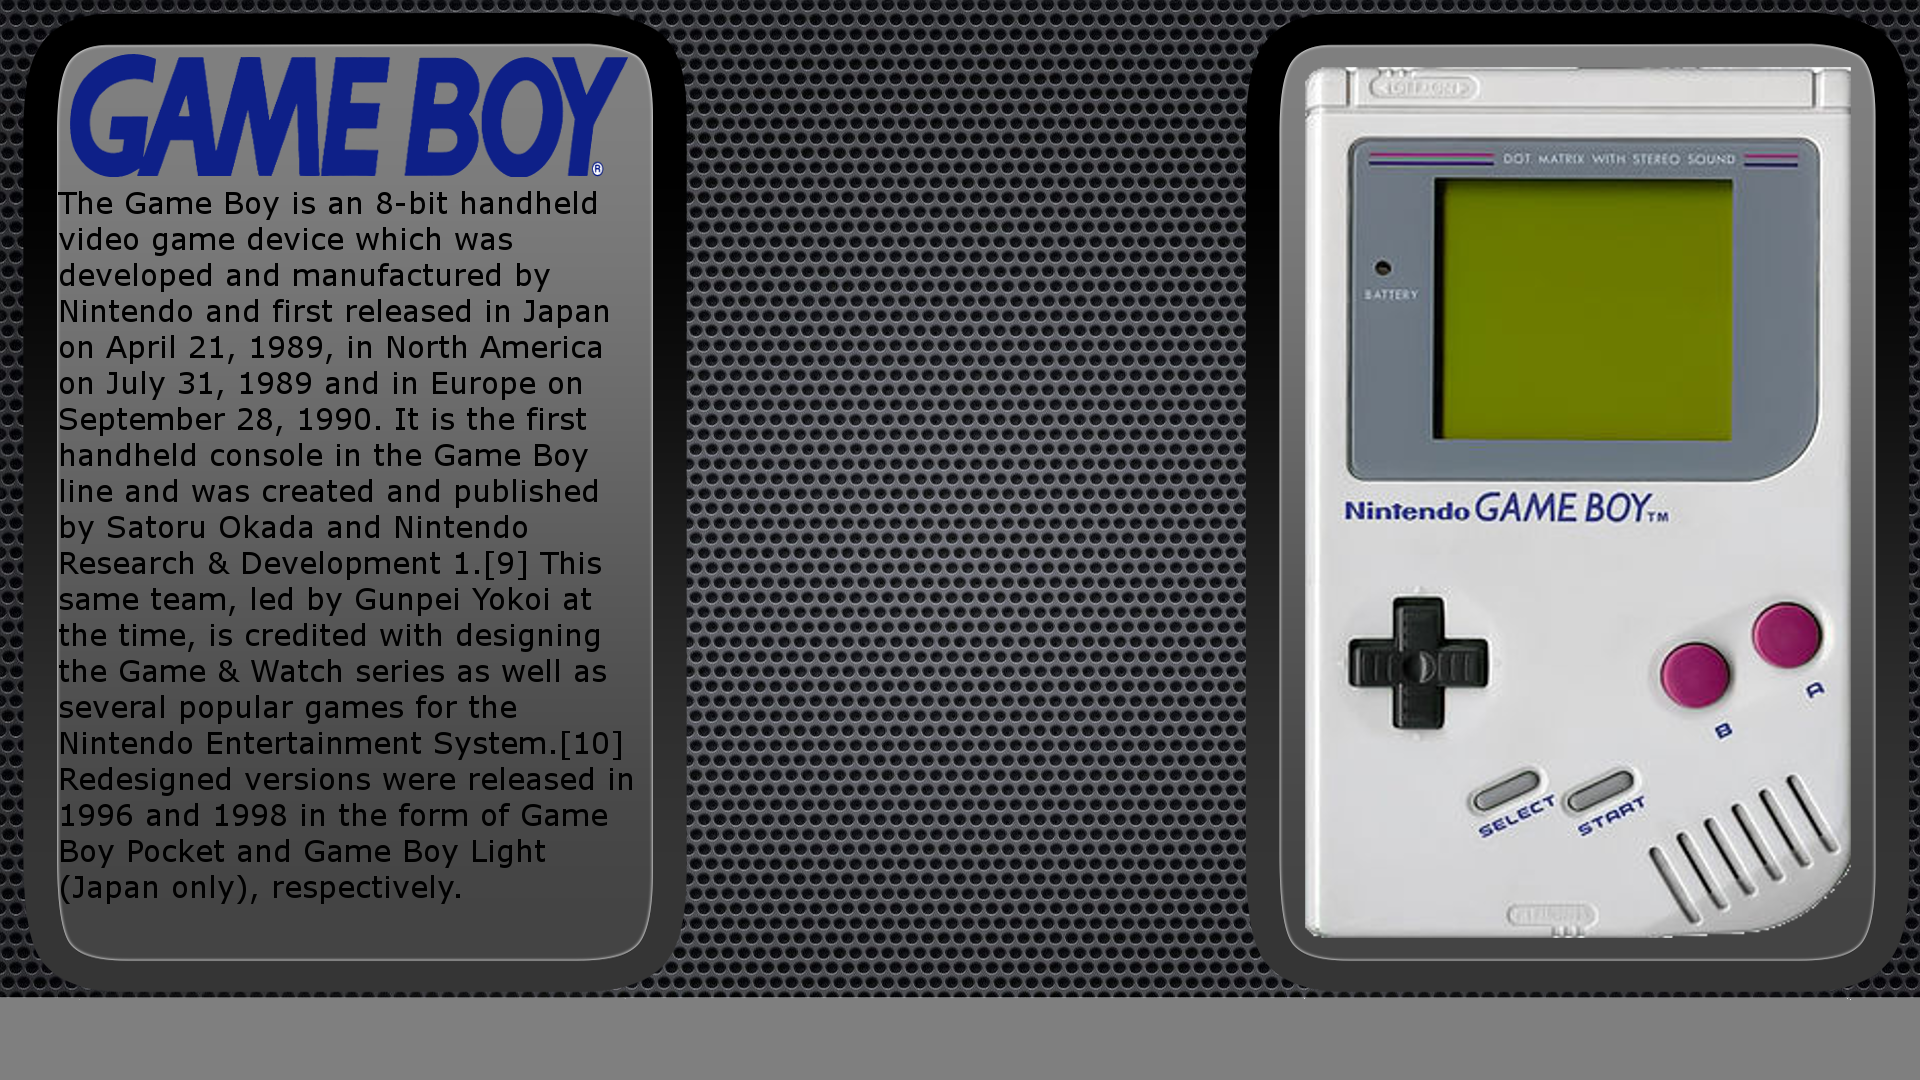 GAME BOY
®
The Game Boy is an 8-bit handheld
video game device which was
developed and manufactured by
Nintendo and first released in Japan
on April 21, 1989, in North America
on July 31, 1989 and in Europe on
September 28, 1990. It is the first
handheld console in the Game Boy
line and was created and published
by Satoru Okada and Nintendo
Research & Development 1.[9] This
same team, led by Gunpei Yokoi at
the time, is credited with designing
the Game & Watch series as well as
several popular games for the
Nintendo Entertainment System.[10]
Redesigned versions were released in
1996 and 1998 in the form of Game
Boy Pocket and Game Boy Light
(Japan only), respectively.
DOT MATRIX WITH STEREO SOUND
BATTERY
Nintendo GAME BOY TM
A
B
SELECT
START